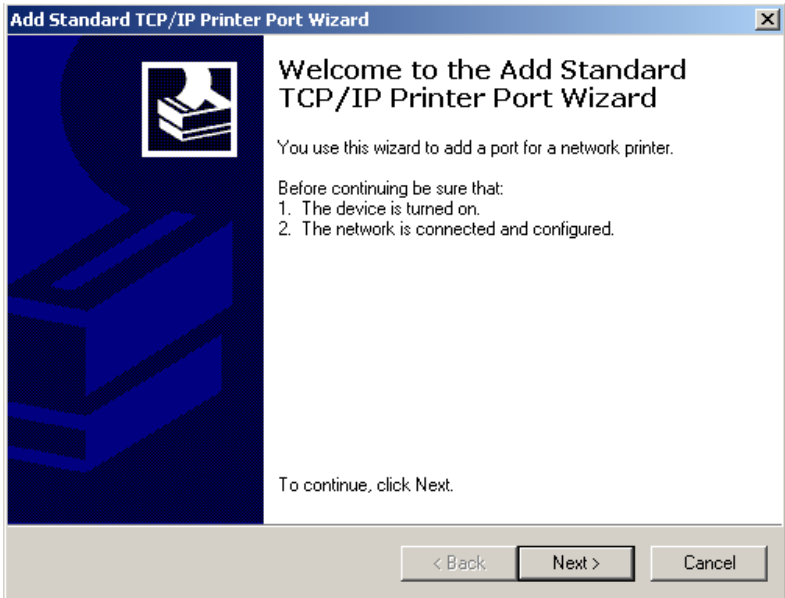 Add Standard TCP/IP Printer Port Wizard
Welcome to the Add Standard
TCP/IP Printer Port Wizard
You use this wizard to add a port for a network printer.
Before continuing be sure that:
1. The device is turned on.
2. The network is connected and configured.
To continue, click Next.
< Back Next > Cancel